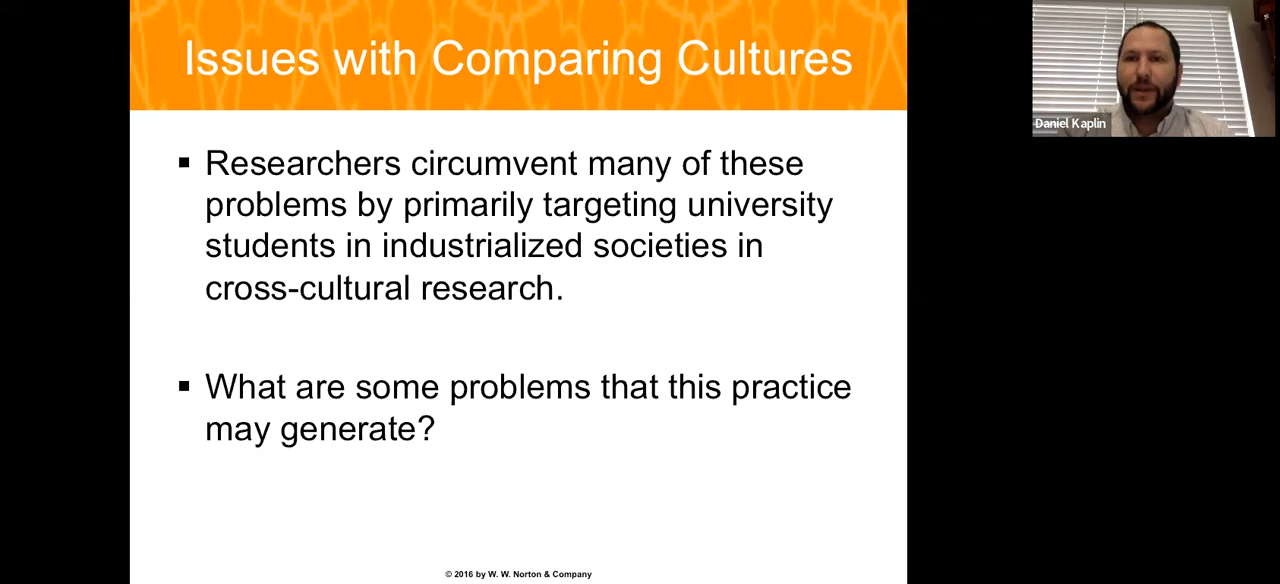 Issues with Comparing Cultures
Daniel Kaplin
▪ Researchers circumvent many of these
problems by primarily targeting university
students in industrialized societies in
cross-cultural research.
▪ What are some problems that this practice
may generate?
© 2016 by W. W. Norton & Company